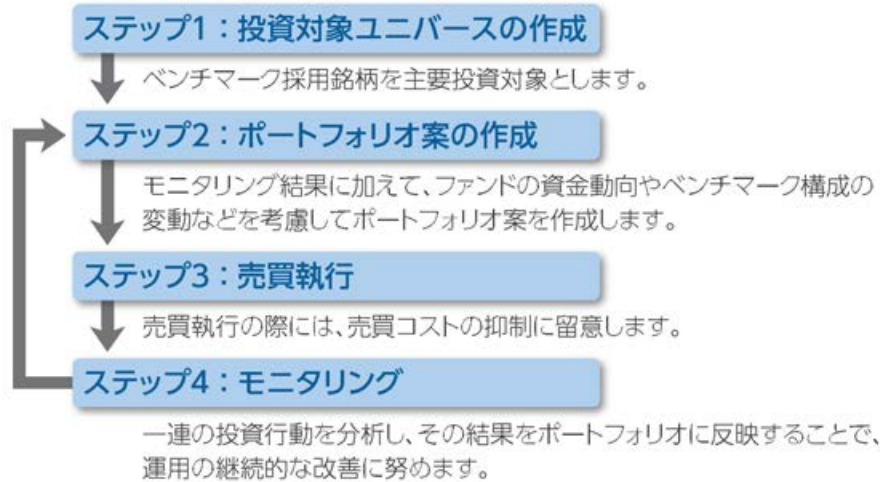 ステップ1：投資対象ユニバースの作成
ベンチマーク採用銘柄を主要投資対象とします。
ステップ2：ポートフォリオ案の作成
モニタリング結果に加えて、ファンドの資金動向やベンチマーク構成の
変動などを考慮してポートフォリオ案を作成します。
ステップ3：売買執行
売買執行の際には、売買コストの抑制に留意します。
ステップ4：モニタリング
一連の投資行動を分析し、その結果をポートフォリオに反映することで、
運用の継続的な改善に努めます。